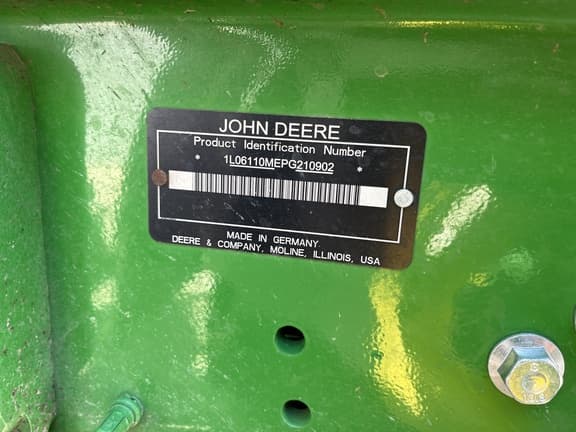 JOHN DEERE
Product Identification Number
* 1L06110MEPG210902 *
MADE IN GERMANY
DEERE & COMPANY, MOLINE, ILLINOIS, USA